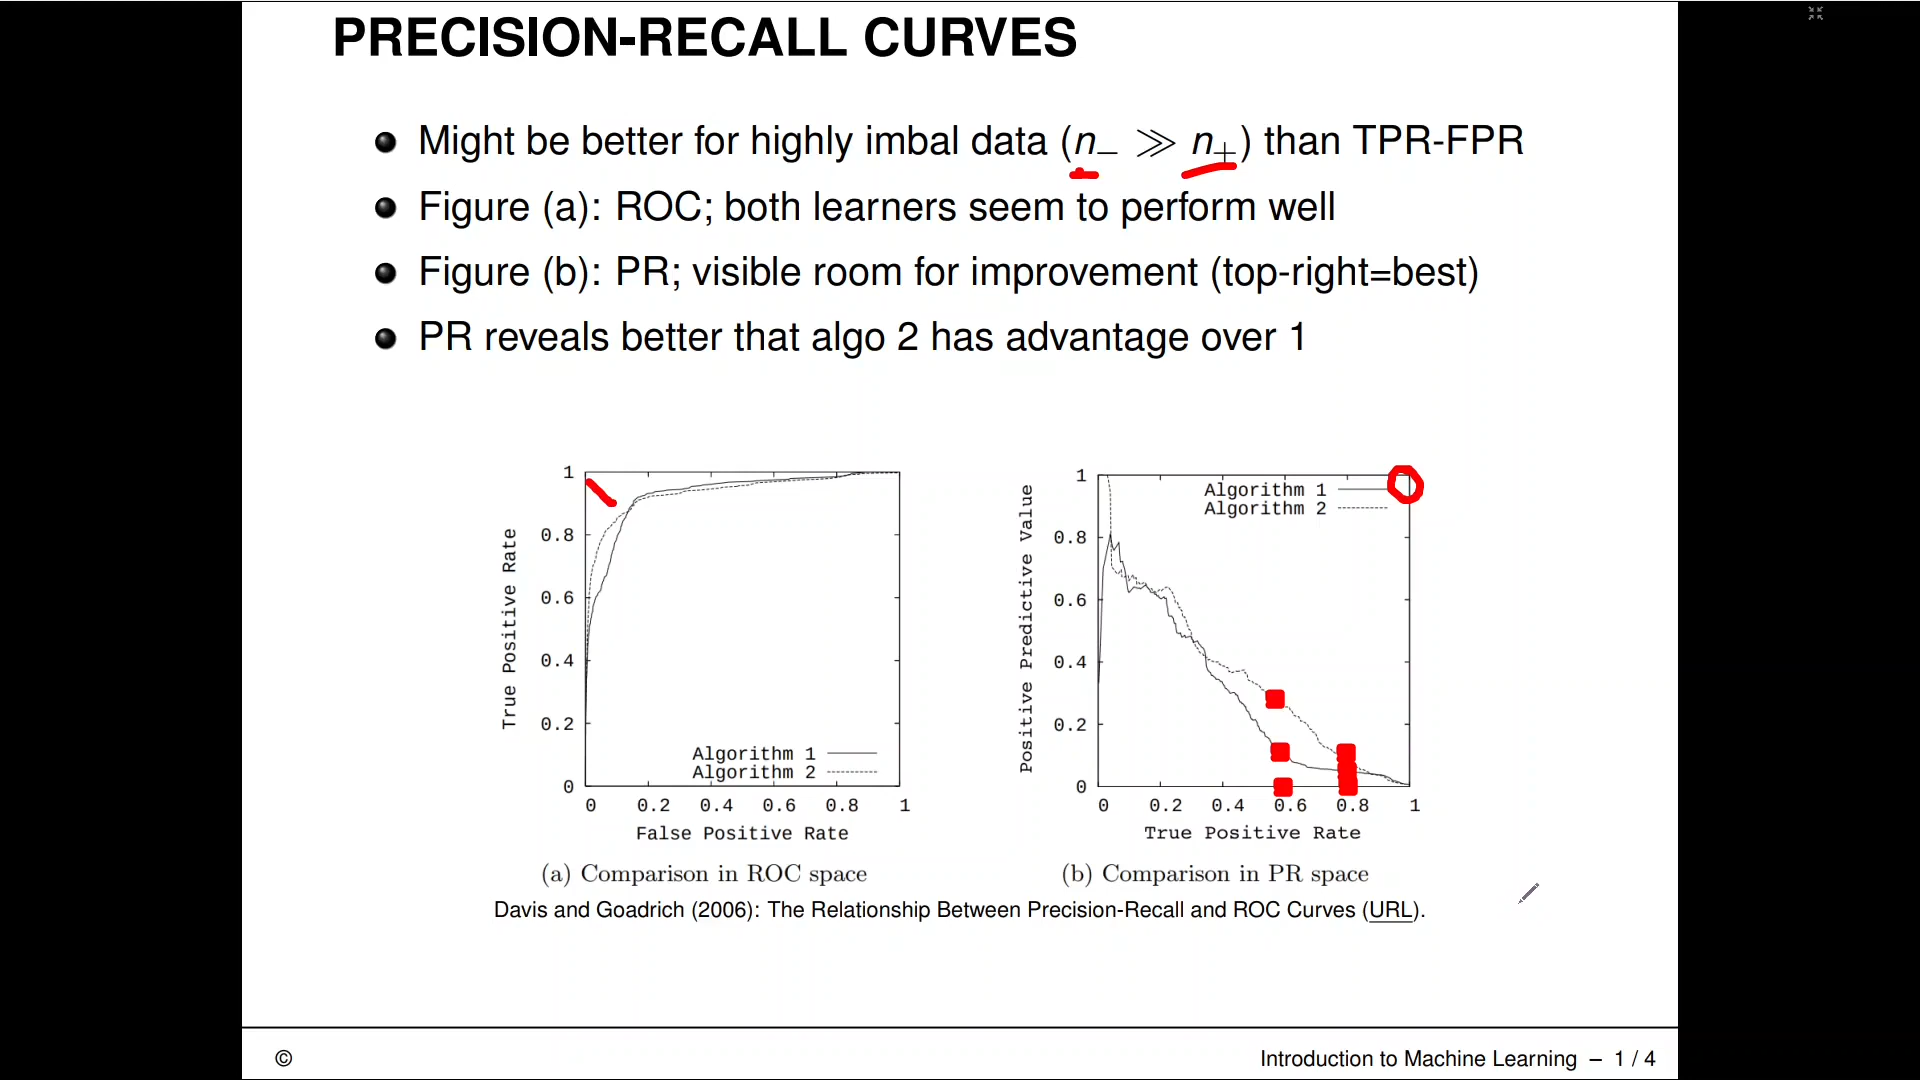 PRECISION-RECALL CURVES
Might be better for highly imbal data (n₋ ≫ n₊) than TPR-FPR
Figure (a): ROC; both learners seem to perform well
Figure (b): PR; visible room for improvement (top-right=best)
PR reveals better that algo 2 has advantage over 1
True Positive Rate
1
0.8
0.6
0.4
0.2
0
Algorithm 1
Algorithm 2
0 0.2 0.4 0.6 0.8 1
False Positive Rate
(a) Comparison in ROC space
Positive Predictive Value
1
0.8
0.6
0.4
0.2
0
Algorithm 1
Algorithm 2
0 0.2 0.4 0.6 0.8 1
True Positive Rate
(b) Comparison in PR space
Davis and Goadrich (2006): The Relationship Between Precision-Recall and ROC Curves (URL).
©
Introduction to Machine Learning – 1 / 4